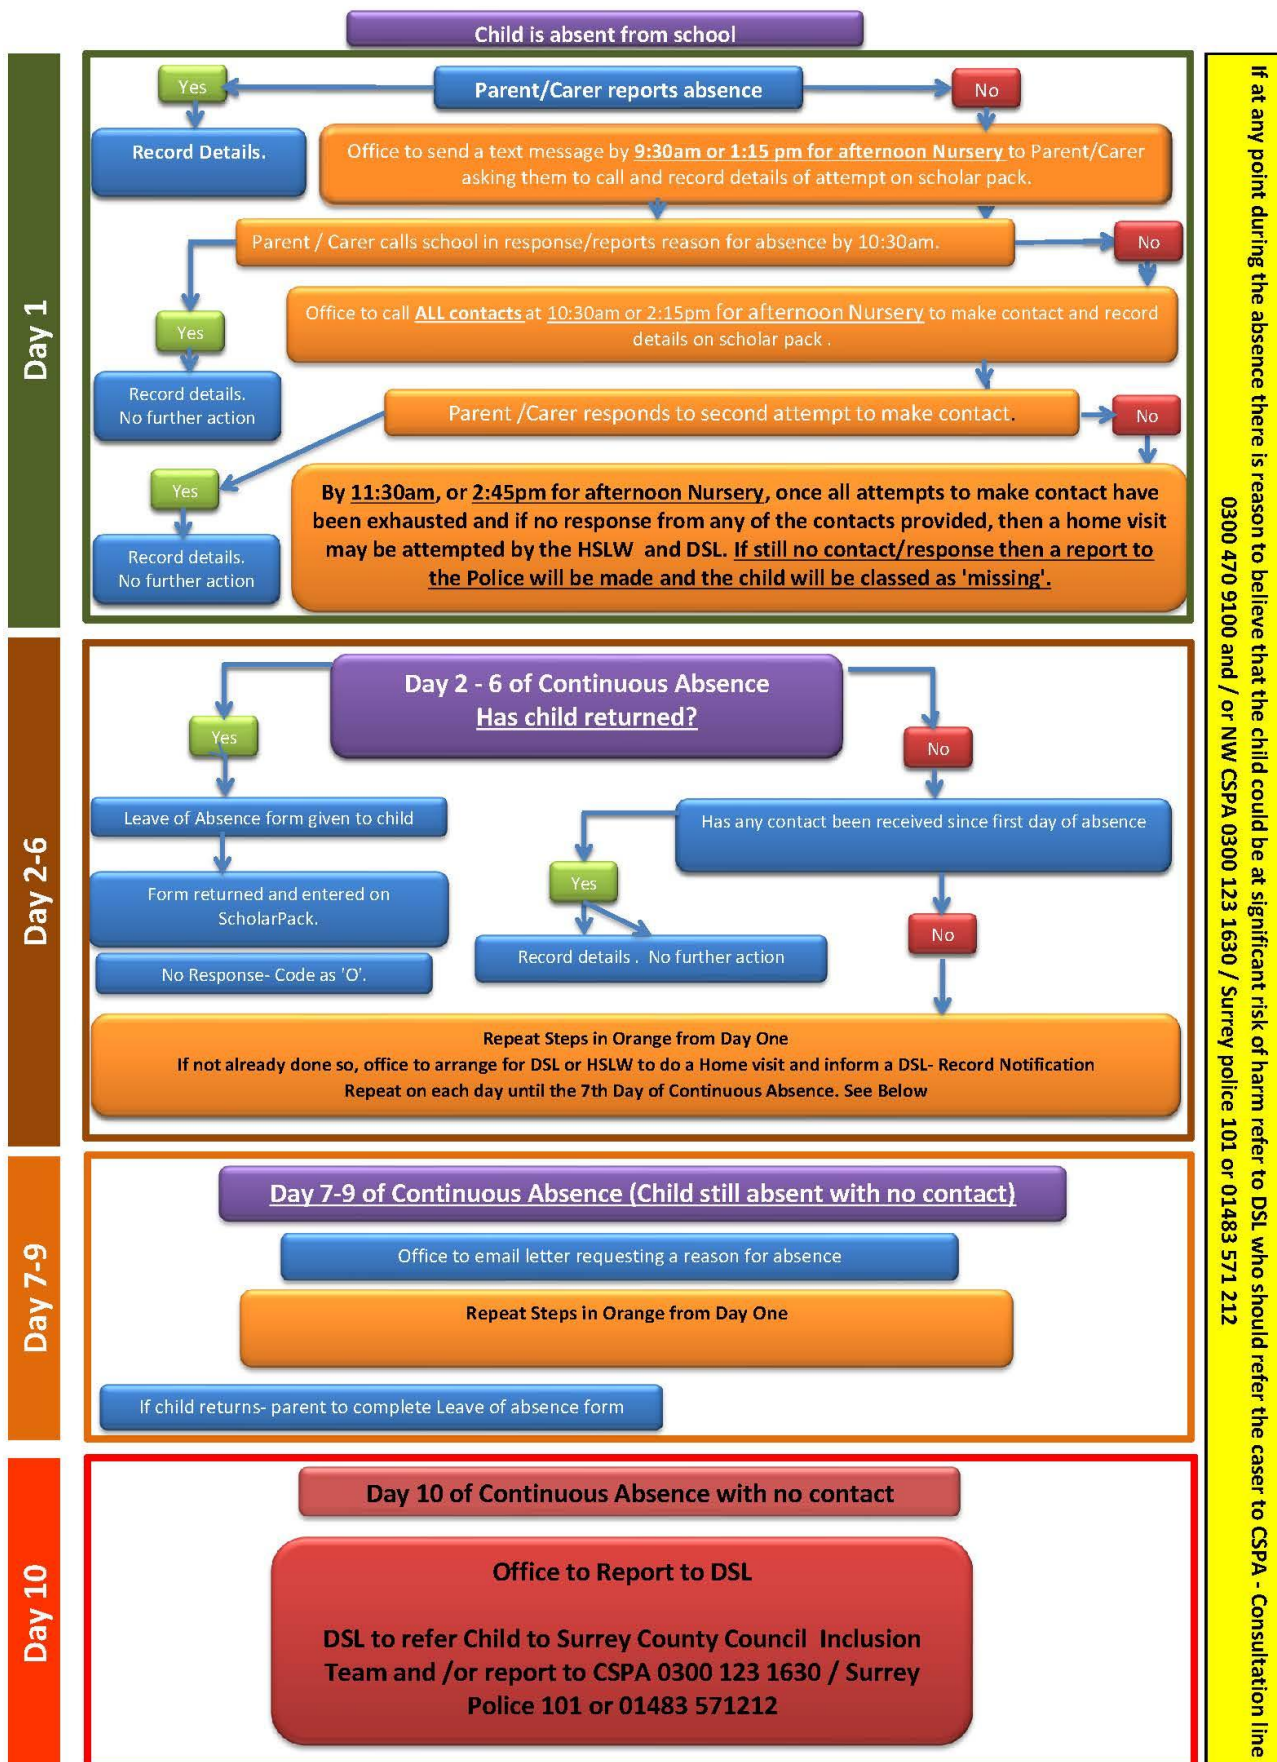 Child is absent from school
Day 1
Yes
Parent/Carer reports absence
No
Record Details.
Office to send a text message by 9:30am or 1:15 pm for afternoon Nursery to Parent/Carer
asking them to call and record details of attempt on scholar pack.
Parent / Carer calls school in response/reports reason for absence by 10:30am.
No
Yes
Office to call ALL contacts at 10:30am or 2:15pm for afternoon Nursery to make contact and record
details on scholar pack .
Record details.
No further action
Parent /Carer responds to second attempt to make contact.
No
Yes
Record details.
No further action
By 11:30am, or 2:45pm for afternoon Nursery, once all attempts to make contact have
been exhausted and if no response from any of the contacts provided, then a home visit
may be attempted by the HSLW and DSL. If still no contact/response then a report to
the Police will be made and the child will be classed as 'missing'.
Day 2-6
Day 2 - 6 of Continuous Absence
Has child returned?
Yes
No
Leave of Absence form given to child
Has any contact been received since first day of absence
Form returned and entered on
ScholarPack.
Yes
No
No Response- Code as 'O'.
Record details . No further action
Repeat Steps in Orange from Day One
If not already done so, office to arrange for DSL or HSLW to do a Home visit and inform a DSL- Record Notification
Repeat on each day until the 7th Day of Continuous Absence. See Below
Day 7-9
Day 7-9 of Continuous Absence (Child still absent with no contact)
Office to email letter requesting a reason for absence
Repeat Steps in Orange from Day One
If child returns- parent to complete Leave of absence form
Day 10
Day 10 of Continuous Absence with no contact
Office to Report to DSL
DSL to refer Child to Surrey County Council Inclusion
Team and /or report to CSPA 0300 123 1630 / Surrey
Police 101 or 01483 571212
If at any point during the absence there is reason to believe that the child could be at significant risk of harm refer to DSL who should refer the caser to CSPA - Consultation line
0300 470 9100 and / or NW CSPA 0300 123 1630 / Surrey police 101 or 01483 571 212